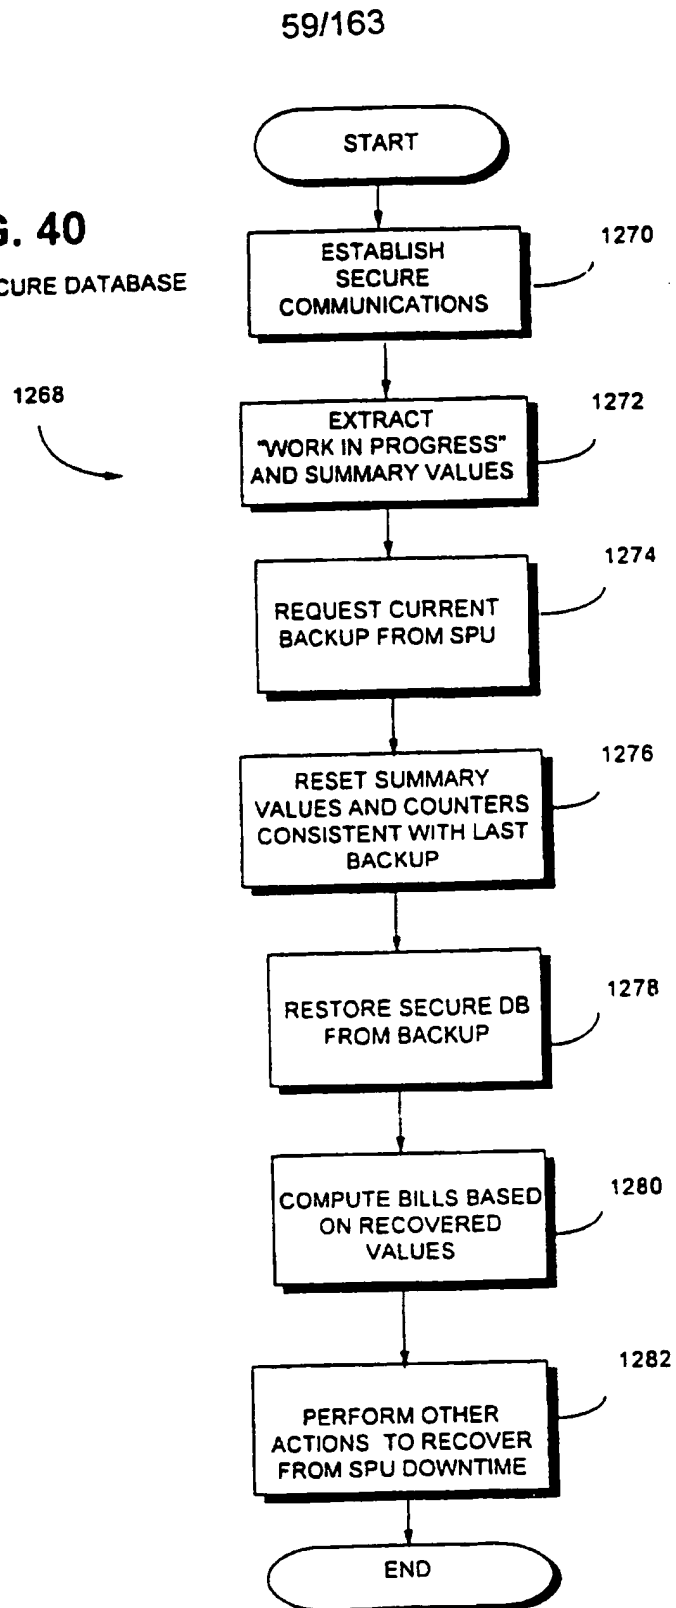 59/163
START
G. 40
CURE DATABASE
1268
ESTABLISH
SECURE
COMMUNICATIONS
1270
EXTRACT
"WORK IN PROGRESS"
AND SUMMARY VALUES
1272
REQUEST CURRENT
BACKUP FROM SPU
1274
RESET SUMMARY
VALUES AND COUNTERS
CONSISTENT WITH LAST
BACKUP
1276
RESTORE SECURE DB
FROM BACKUP
1278
COMPUTE BILLS BASED
ON RECOVERED
VALUES
1280
PERFORM OTHER
ACTIONS TO RECOVER
FROM SPU DOWNTIME
1282
END